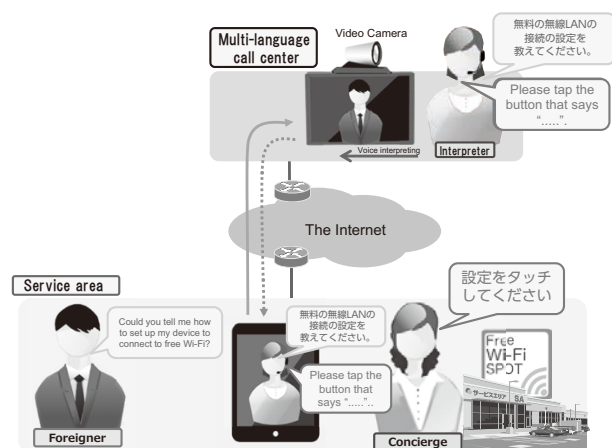 Multi-language
call center
Video Camera
無料の無線LANの
接続の設定を
教えてください。
Please tap the
button that says
“.....”.
Voice interpreting
Interpreter
The Internet
Service area
Could you tell me how
to set up my device to
connect to free Wi-Fi?
無料の無線LANの
接続の設定を
教えてください。
Please tap the
button that
says “.....”..
設定をタッチ
してください
Free
Wi-Fi
SPOT
サービスエリア SA
Foreigner
Concierge